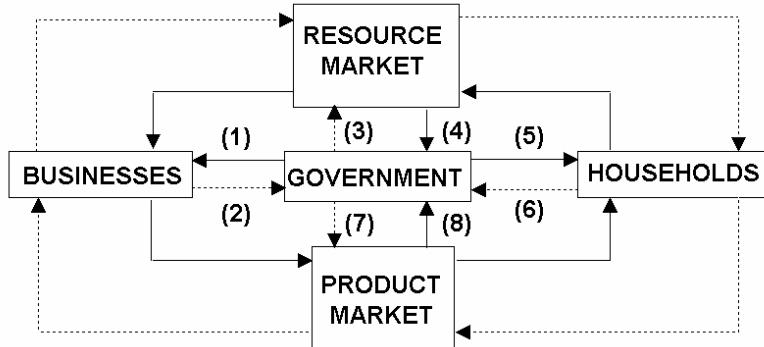 RESOURCE
MARKET
(1)
(3)
(4)
(5)
BUSINESSES
GOVERNMENT
HOUSEHOLDS
(2)
(7)
(8)
(6)
PRODUCT
MARKET